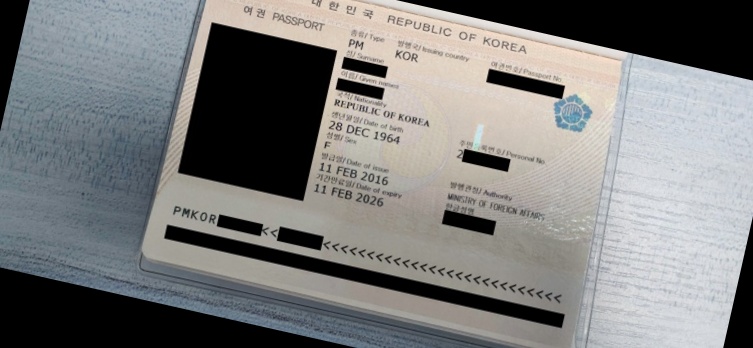 대한민국 REPUBLIC OF KOREA
여권 PASSPORT
종류/Type 발행국/Issuing country 여권번호/Passport No.
PM KOR
성/Surname
이름/Given names
국적/Nationality
REPUBLIC OF KOREA
생년월일/Date of birth 주민등록번호/Personal No.
28 DEC 1964 2
성별/Sex
F
발급일/Date of issue 발행관청/Authority
11 FEB 2016 MINISTRY OF FOREIGN AFFAIRS
기간만료일/Date of expiry 한글성명
11 FEB 2026
PMKOR<<<<<<<<<<<<<<<<<<<<<<<<<<<<<<